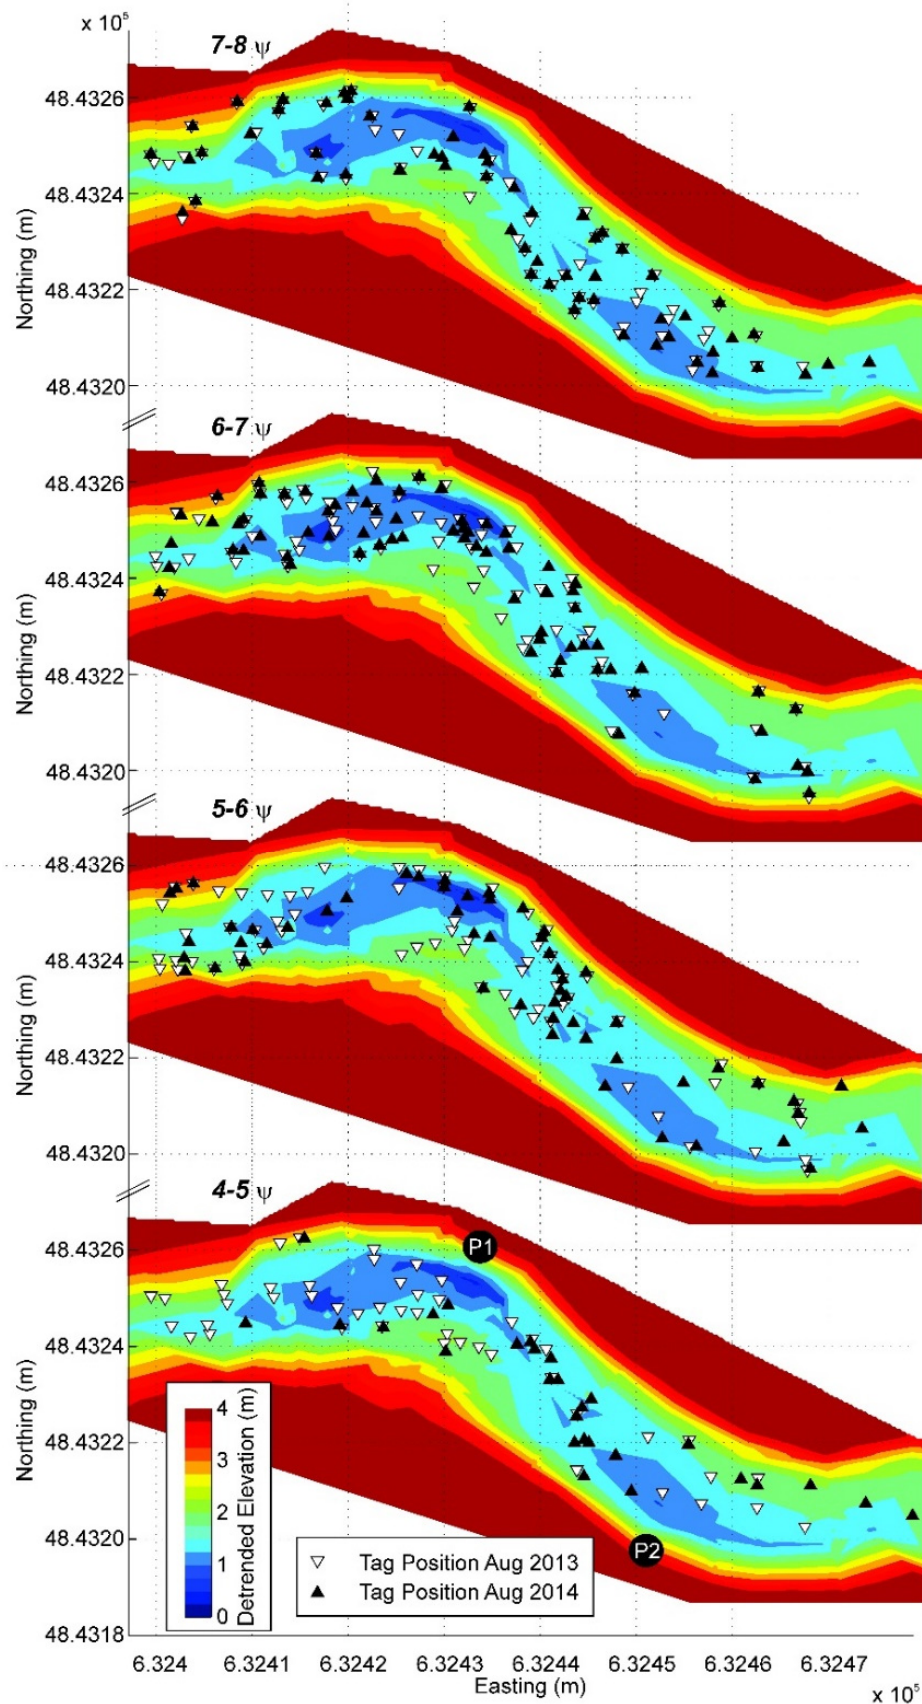 x 10⁵
7-8 ψ
48.4326
48.4324
48.4322
48.4320
Northing (m)
6-7 ψ
48.4326
48.4324
48.4322
48.4320
Northing (m)
5-6 ψ
48.4326
48.4324
48.4322
48.4320
Northing (m)
4-5 ψ
P1
48.4326
48.4324
48.4322
48.4320
48.4318
Northing (m)
P2
4
3
2
1
0
Detrended Elevation (m)
Tag Position Aug 2013
Tag Position Aug 2014
6.324 6.3241 6.3242 6.3243 6.3244 6.3245 6.3246 6.3247
Easting (m)
x 10⁵